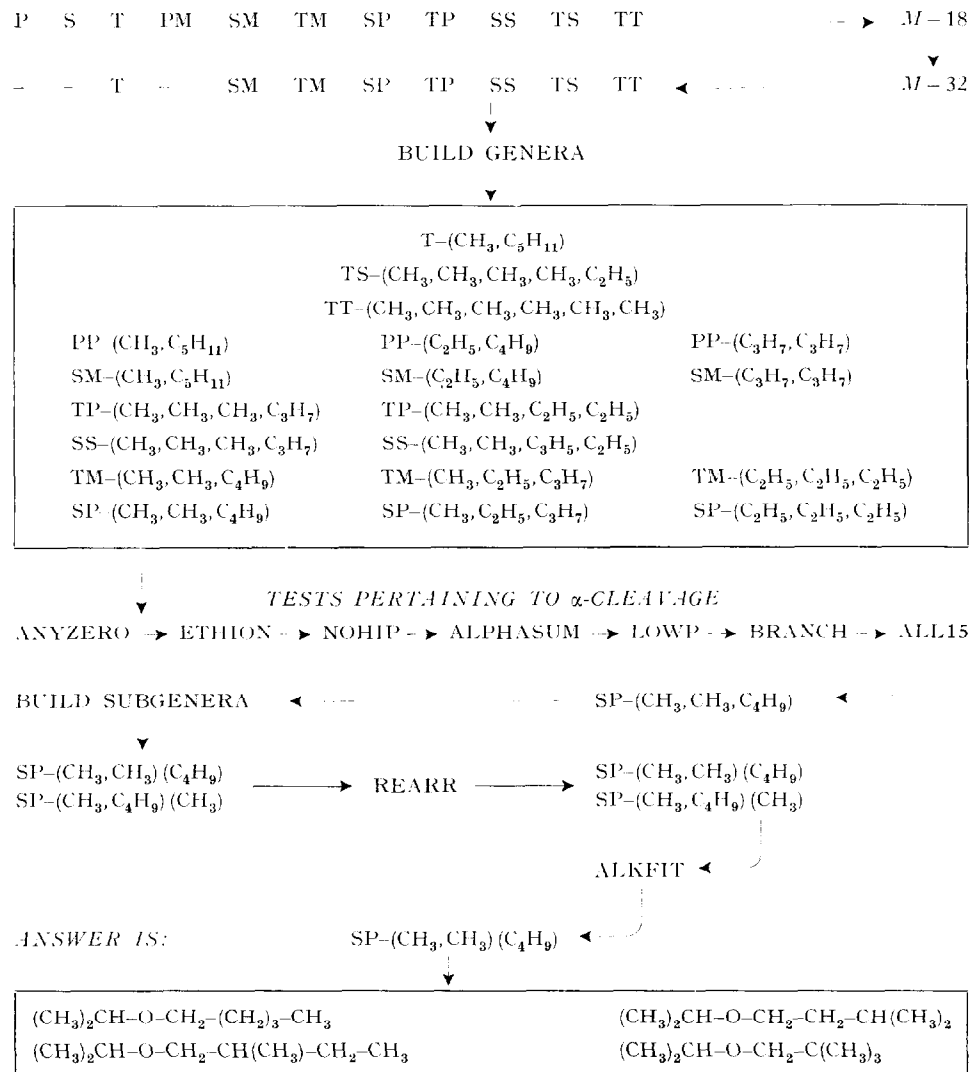 P S T PM SM TM SP TP SS TS TT M – 18
– – T – SM TM SP TP SS TS TT M – 32
BUILD GENERA
T–(CH₃, C₅H₁₁)
TS–(CH₃, CH₃, CH₃, CH₃, C₂H₅)
TT–(CH₃, CH₃, CH₃, CH₃, CH₃, CH₃)
PP (CH₃, C₅H₁₁) PP–(C₂H₅, C₄H₉) PP–(C₃H₇, C₃H₇)
SM–(CH₃, C₅H₁₁) SM–(C₂H₅, C₄H₉) SM–(C₃H₇, C₃H₇)
TP–(CH₃, CH₃, CH₃, C₃H₇) TP–(CH₃, CH₃, C₂H₅, C₂H₅)
SS–(CH₃, CH₃, CH₃, C₃H₇) SS–(CH₃, CH₃, C₃H₅, C₂H₅)
TM–(CH₃, CH₃, C₄H₉) TM–(CH₃, C₂H₅, C₃H₇) TM–(C₂H₅, C₂H₅, C₂H₅)
SP–(CH₃, CH₃, C₄H₉) SP–(CH₃, C₂H₅, C₃H₇) SP–(C₂H₅, C₂H₅, C₂H₅)
TESTS PERTAINING TO α-CLEAVAGE
ANYZERO → ETHION → NOHIP → ALPHASUM → LOWP → BRANCH → ALL15
BUILD SUBGENERA SP–(CH₃, CH₃, C₄H₉)
SP–(CH₃, CH₃) (C₄H₉) REARR SP–(CH₃, CH₃) (C₄H₉)
SP–(CH₃, C₄H₉) (CH₃) SP–(CH₃, C₄H₉) (CH₃)
ALKFIT
ANSWER IS: SP–(CH₃, CH₃) (C₄H₉)
(CH₃)₂CH–O–CH₂–(CH₂)₃–CH₃ (CH₃)₂CH–O–CH₂–CH₂–CH(CH₃)₂
(CH₃)₂CH–O–CH₂–CH(CH₃)–CH₂–CH₃ (CH₃)₂CH–O–CH₂–C(CH₃)₃